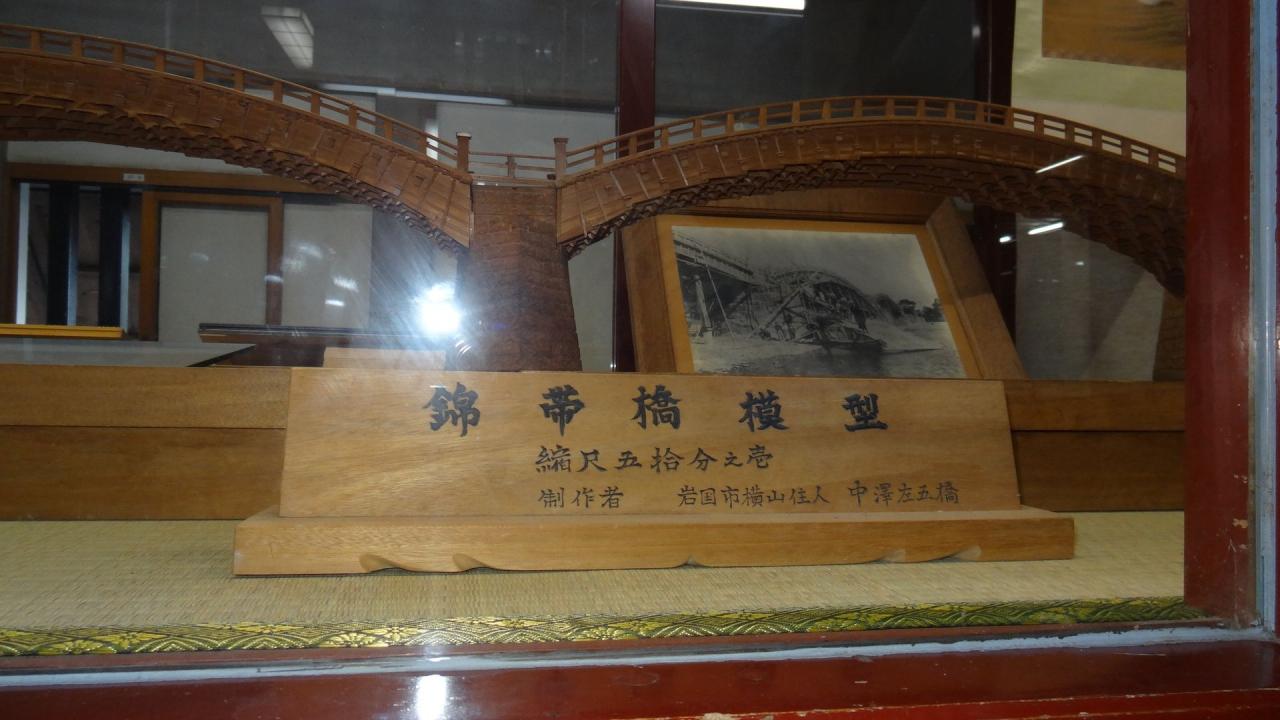 錦帯橋模型
縮尺五拾分之壱
制作者 岩国市横山住人 中澤左五橋